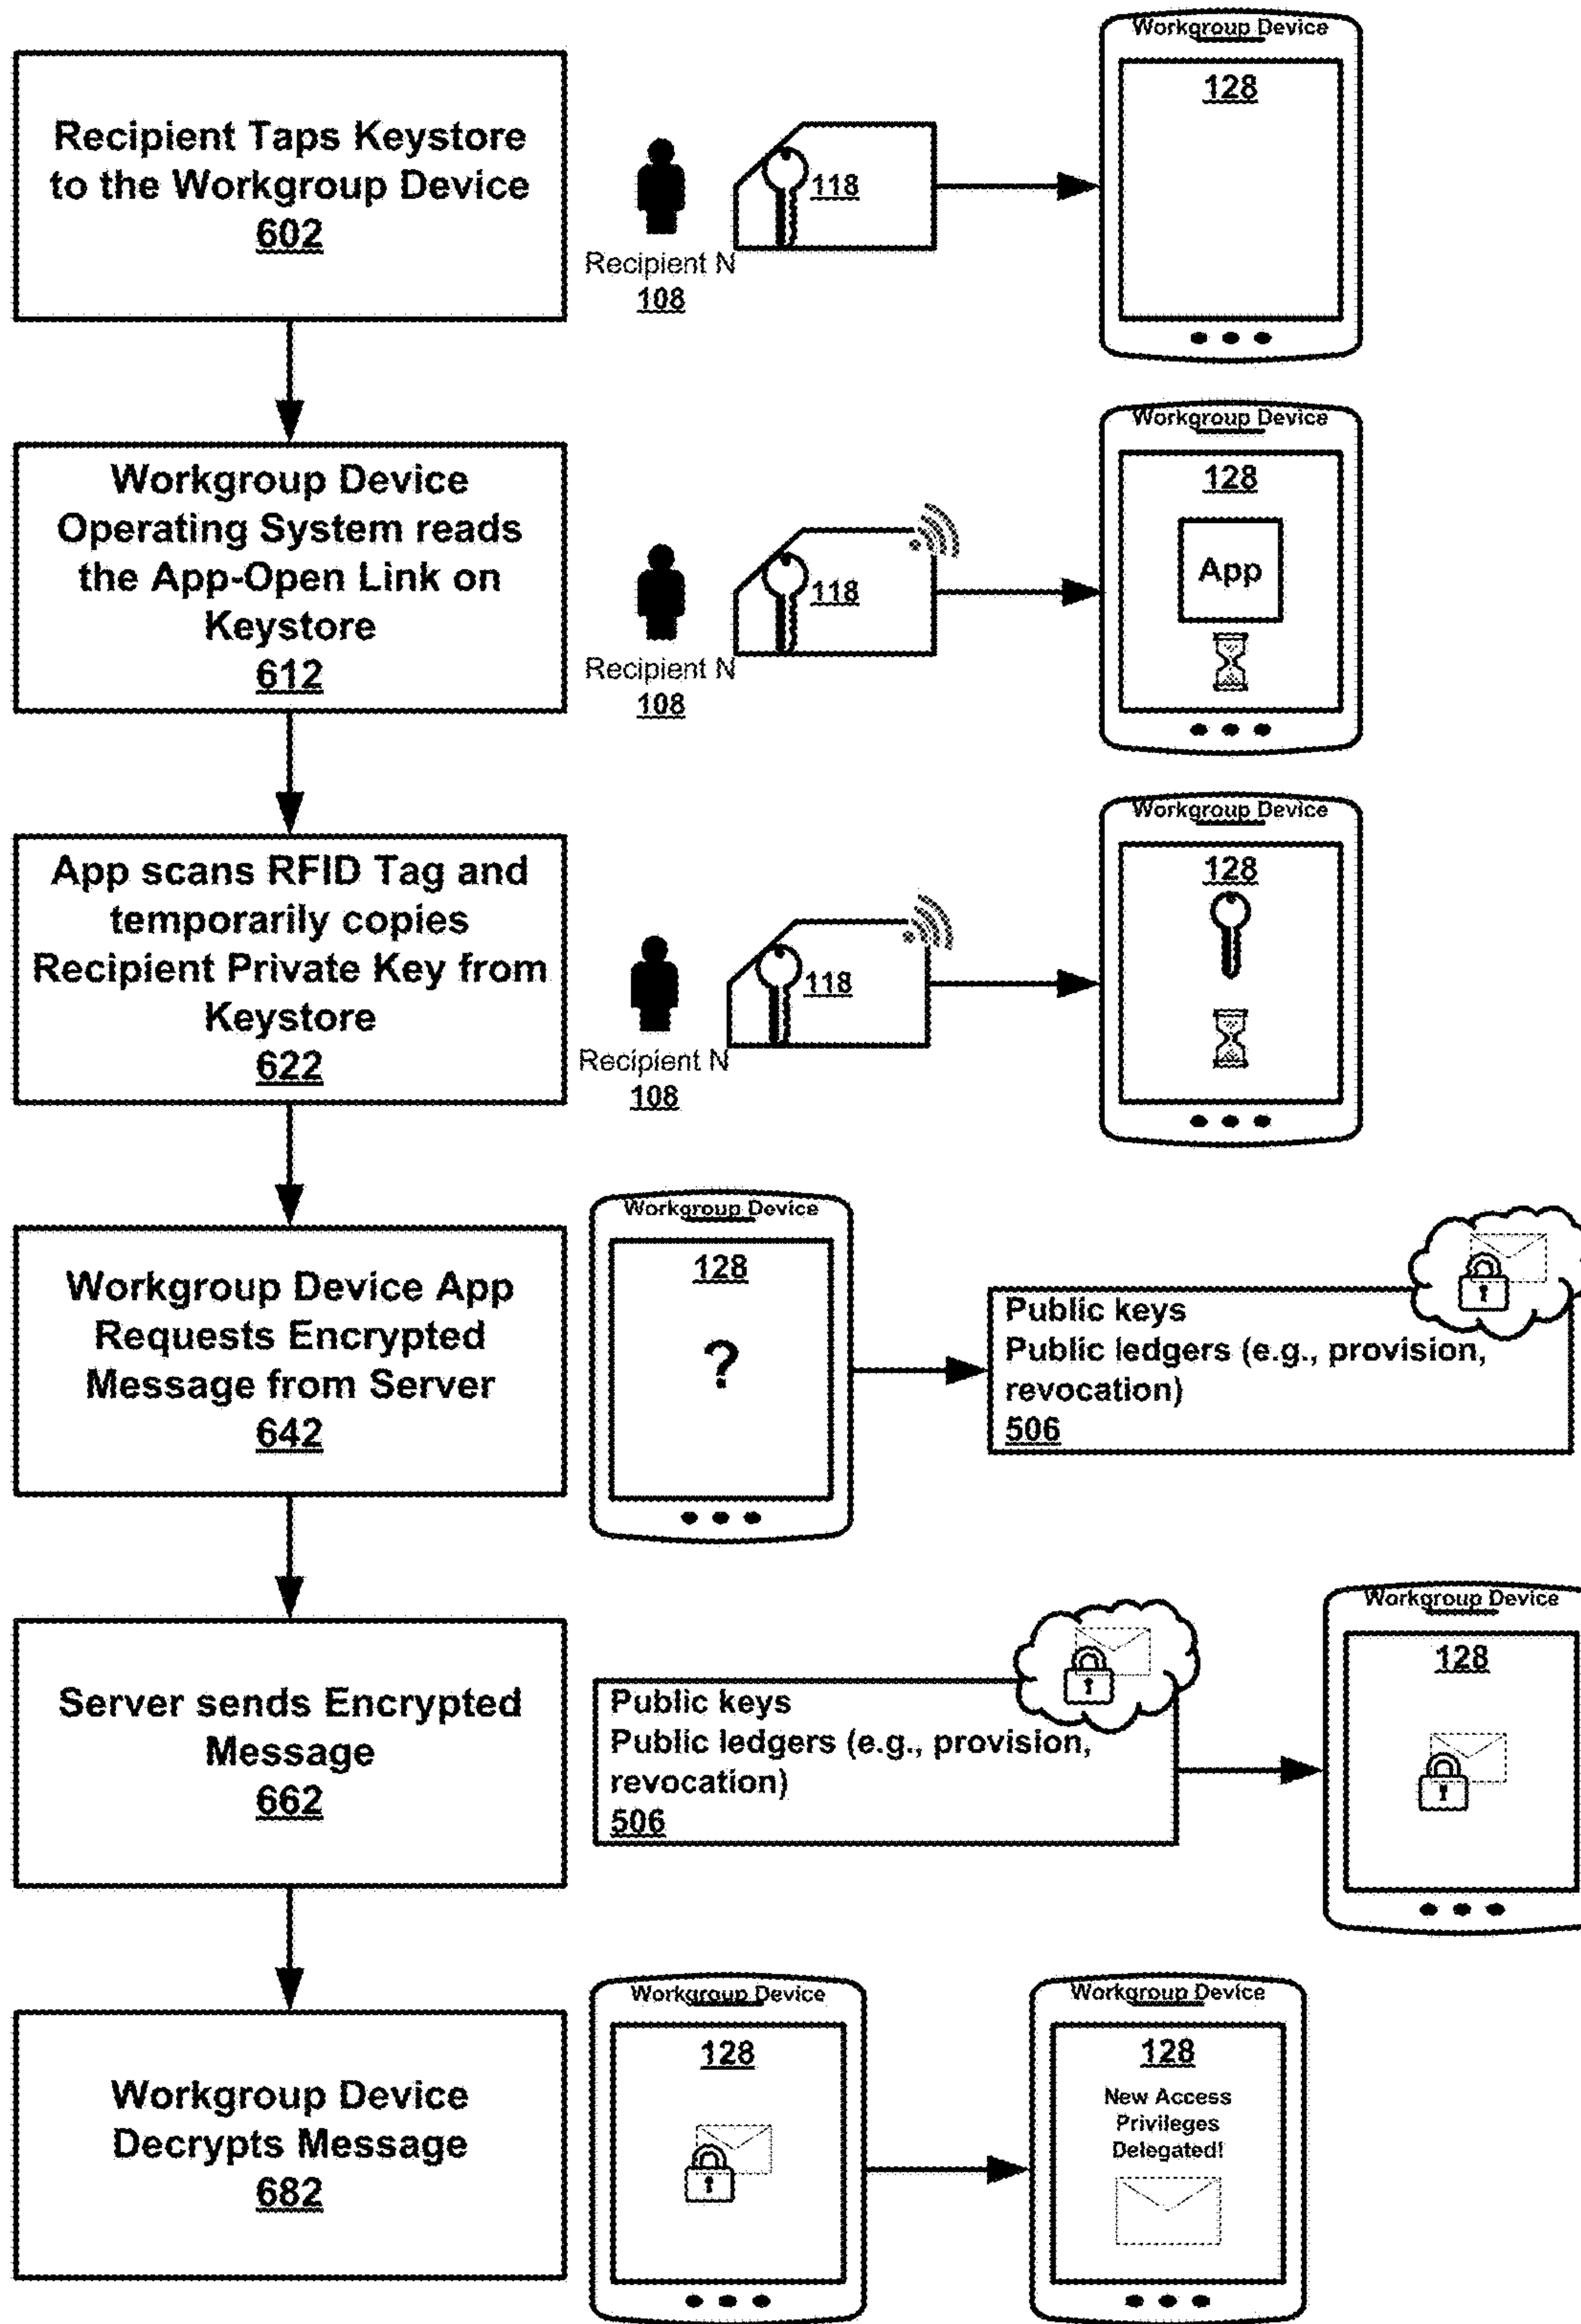 Recipient Taps Keystore
to the Workgroup Device
602
Recipient N
108
118
Workgroup Device
128
Workgroup Device
Operating System reads
the App-Open Link on
Keystore
612
Recipient N
108
118
Workgroup Device
128
App
App scans RFID Tag and
temporarily copies
Recipient Private Key from
Keystore
622
Recipient N
108
118
Workgroup Device
128
Workgroup Device App
Requests Encrypted
Message from Server
642
Workgroup Device
128
?
Public keys
Public ledgers (e.g., provision,
revocation)
506
Server sends Encrypted
Message
662
Public keys
Public ledgers (e.g., provision,
revocation)
506
Workgroup Device
128
Workgroup Device
Decrypts Message
682
Workgroup Device
128
Workgroup Device
128
New Access
Privileges
Delegated!